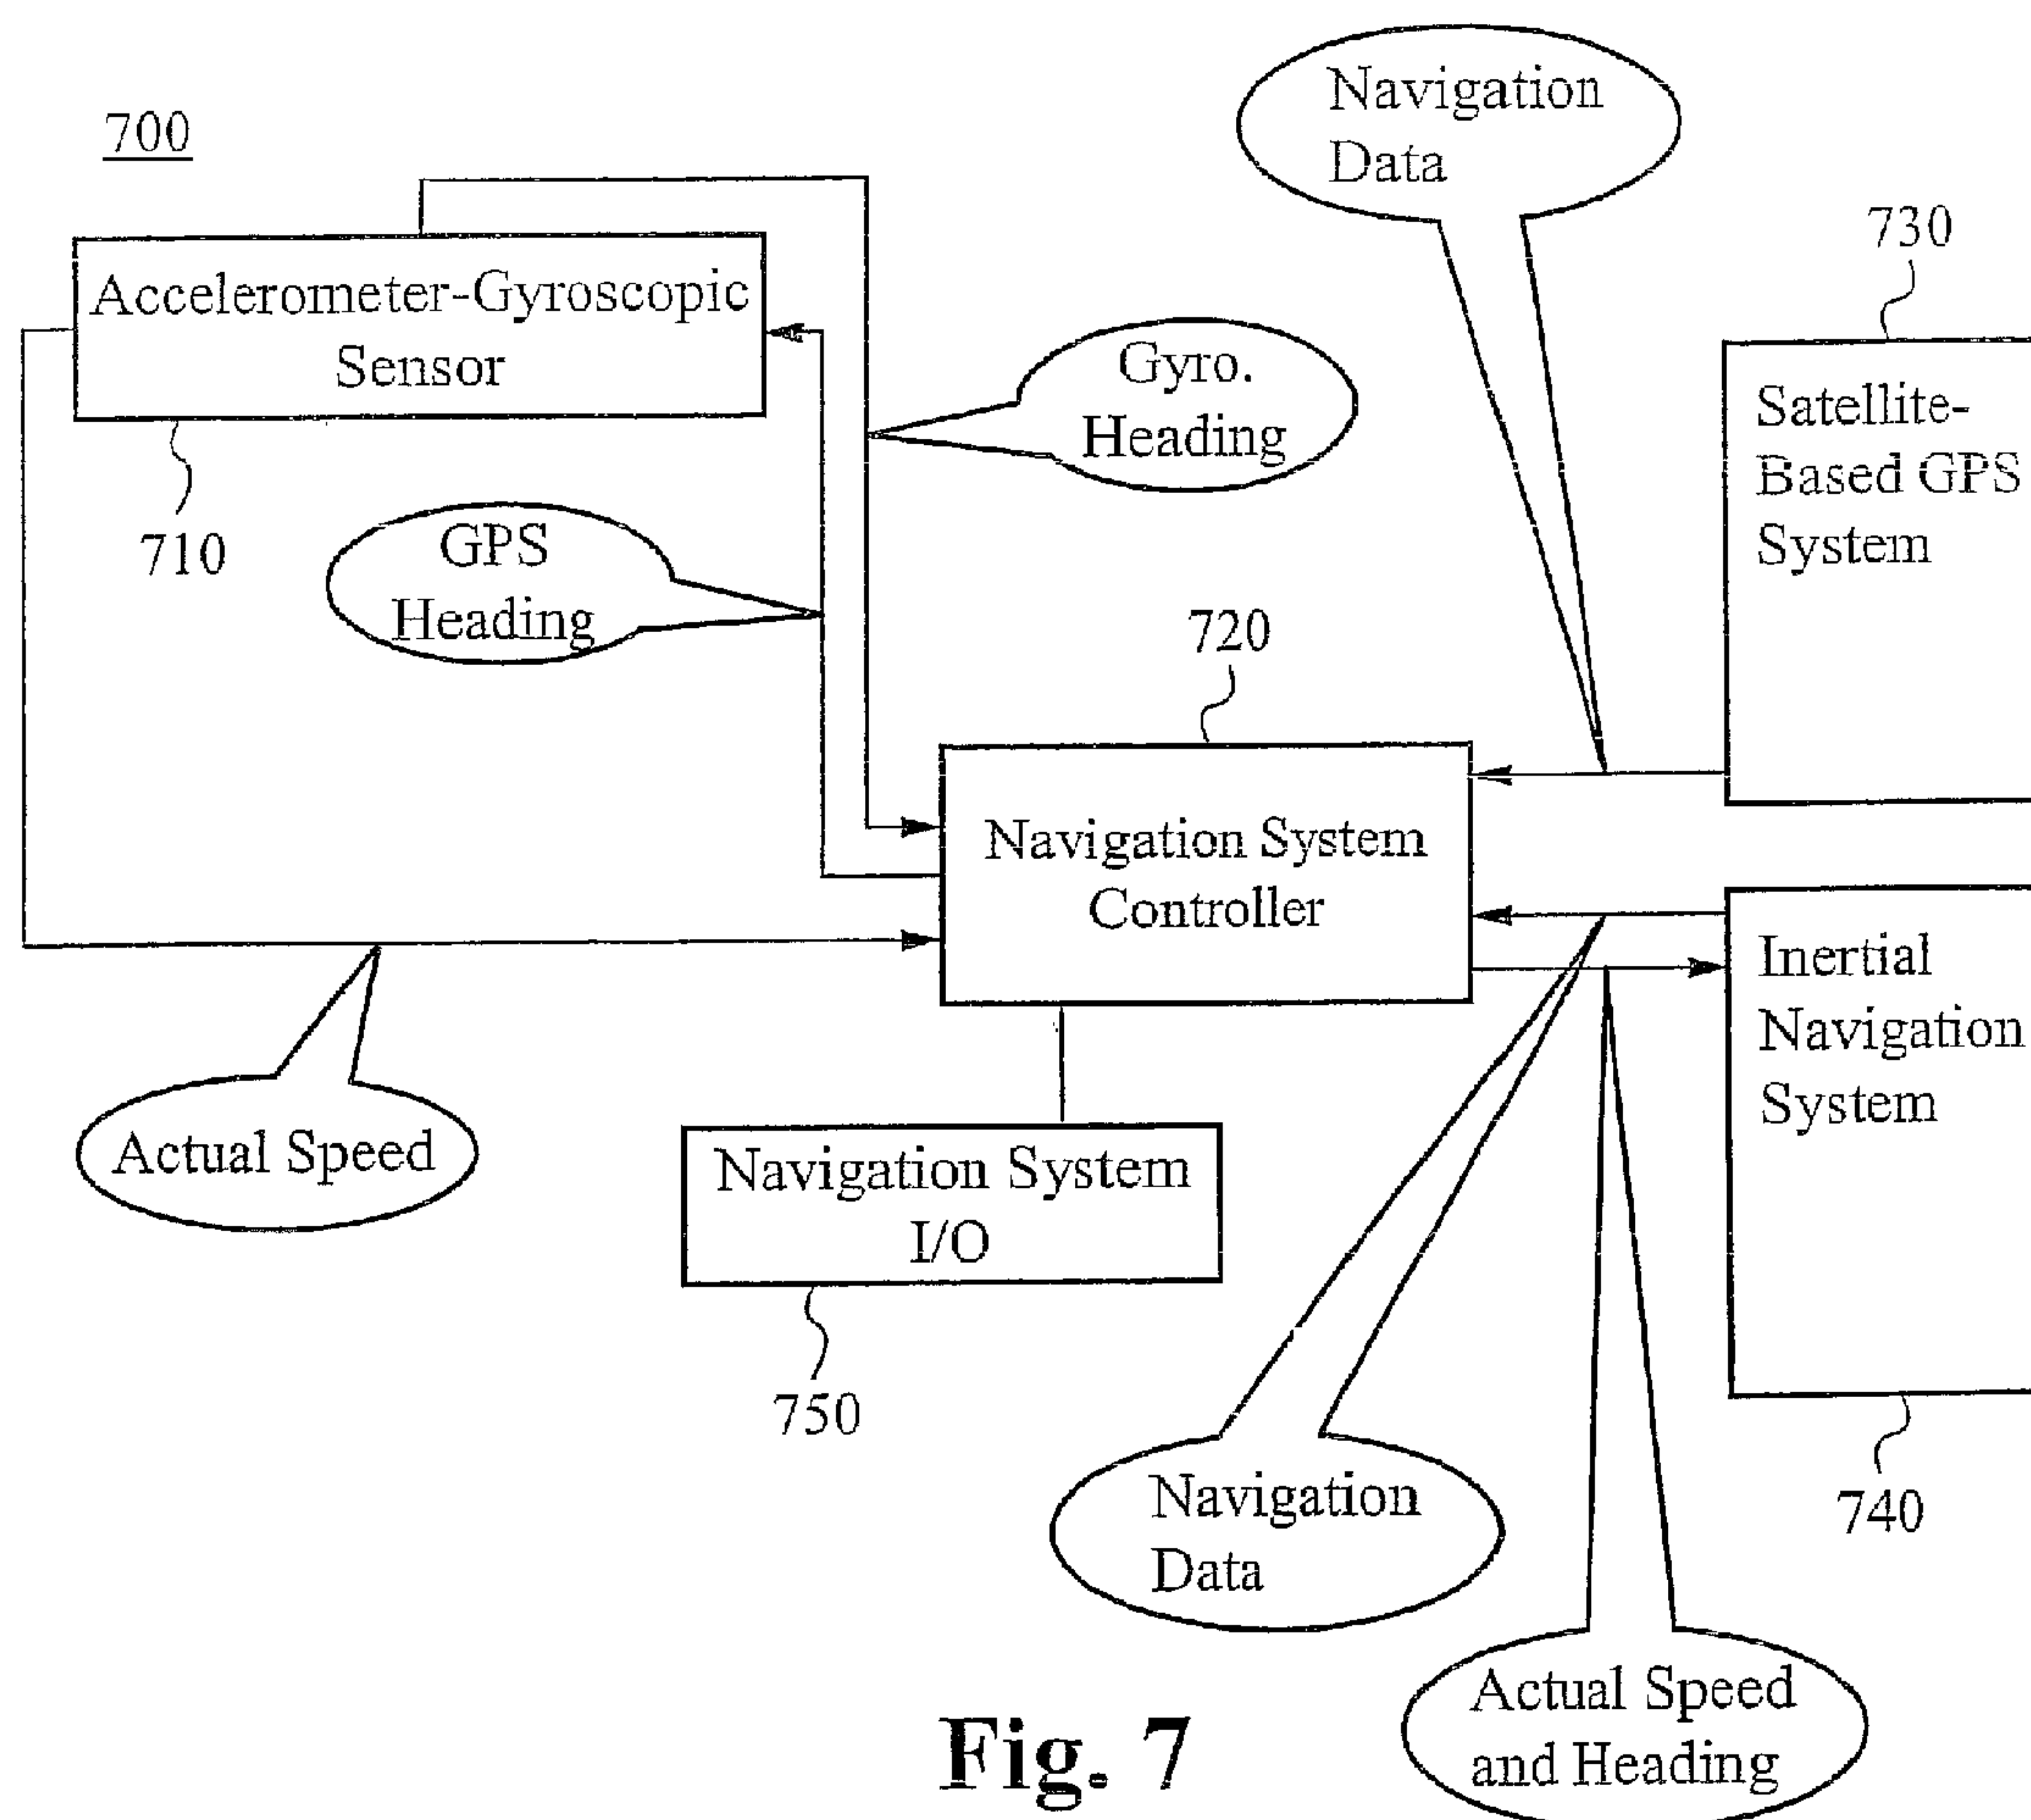 700
Navigation
Data
730
Accelerometer-Gyroscopic
Sensor
710
Gyro.
Heading
GPS
Heading
Satellite-
Based GPS
System
720
Navigation System
Controller
Inertial
Navigation
System
Actual Speed
Navigation System
I/O
750
Navigation
Data
740
Actual Speed
and Heading
Fig. 7